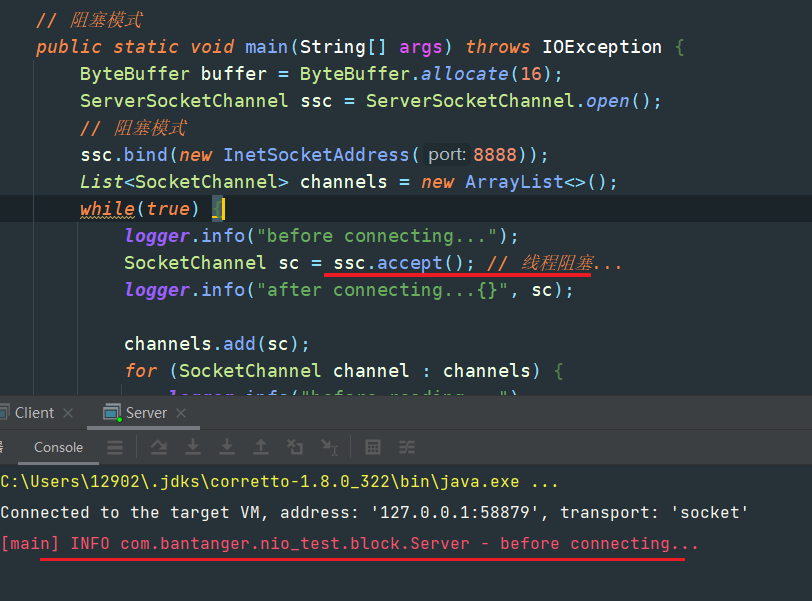 // 阻塞模式
public static void main(String[] args) throws IOException {
ByteBuffer buffer = ByteBuffer.allocate(16);
ServerSocketChannel ssc = ServerSocketChannel.open();
// 阻塞模式
ssc.bind(new InetSocketAddress( port: 8888));
List<SocketChannel> channels = new ArrayList<>();
while(true) {
logger.info("before connecting...");
SocketChannel sc = ssc.accept(); // 线程阻塞...
logger.info("after connecting...{}", sc);
channels.add(sc);
for (SocketChannel channel : channels) {
logger.info("before reading...")
Client × Server ×
Console
C:\Users\12902\.jdks\corretto-1.8.0_322\bin\java.exe ...
Connected to the target VM, address: '127.0.0.1:58879', transport: 'socket'
[main] INFO com.bantanger.nio_test.block.Server - before connecting...